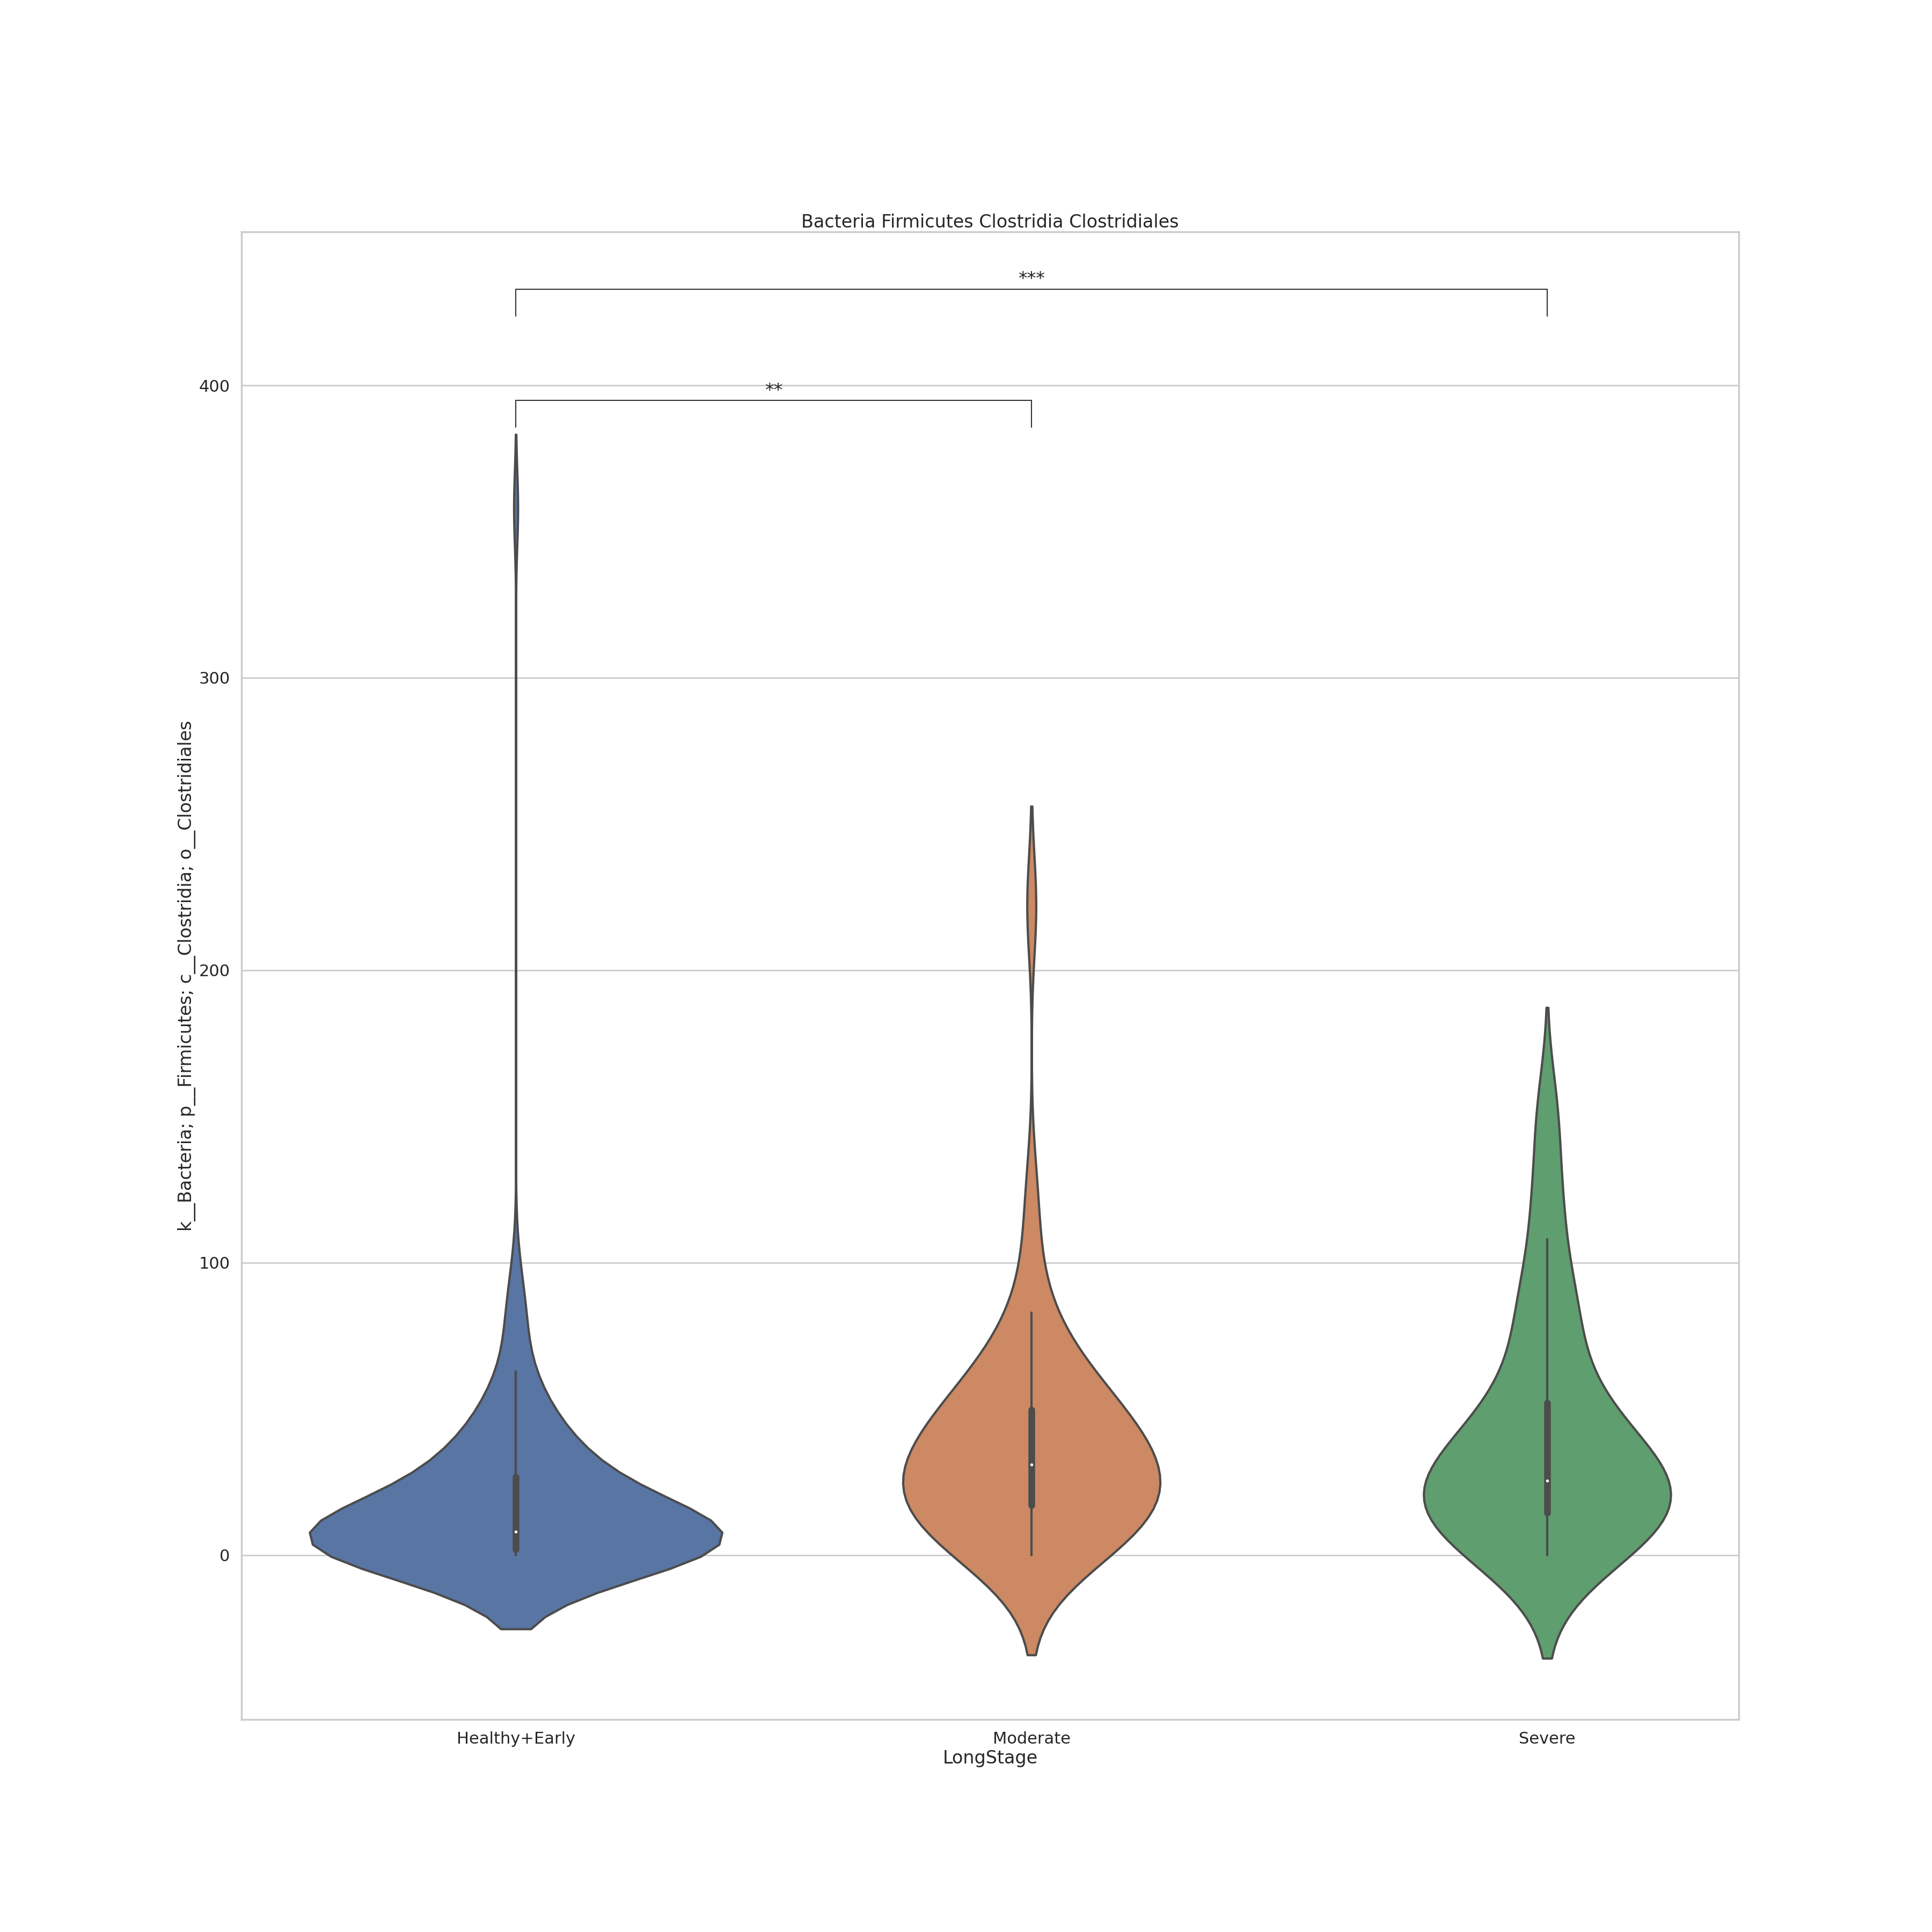 Bacteria Firmicutes Clostridia Clostridiales
***
**
400
300
200
100
0
k__Bacteria; p__Firmicutes; c__Clostridia; o__Clostridiales
Healthy+Early Moderate Severe
LongStage